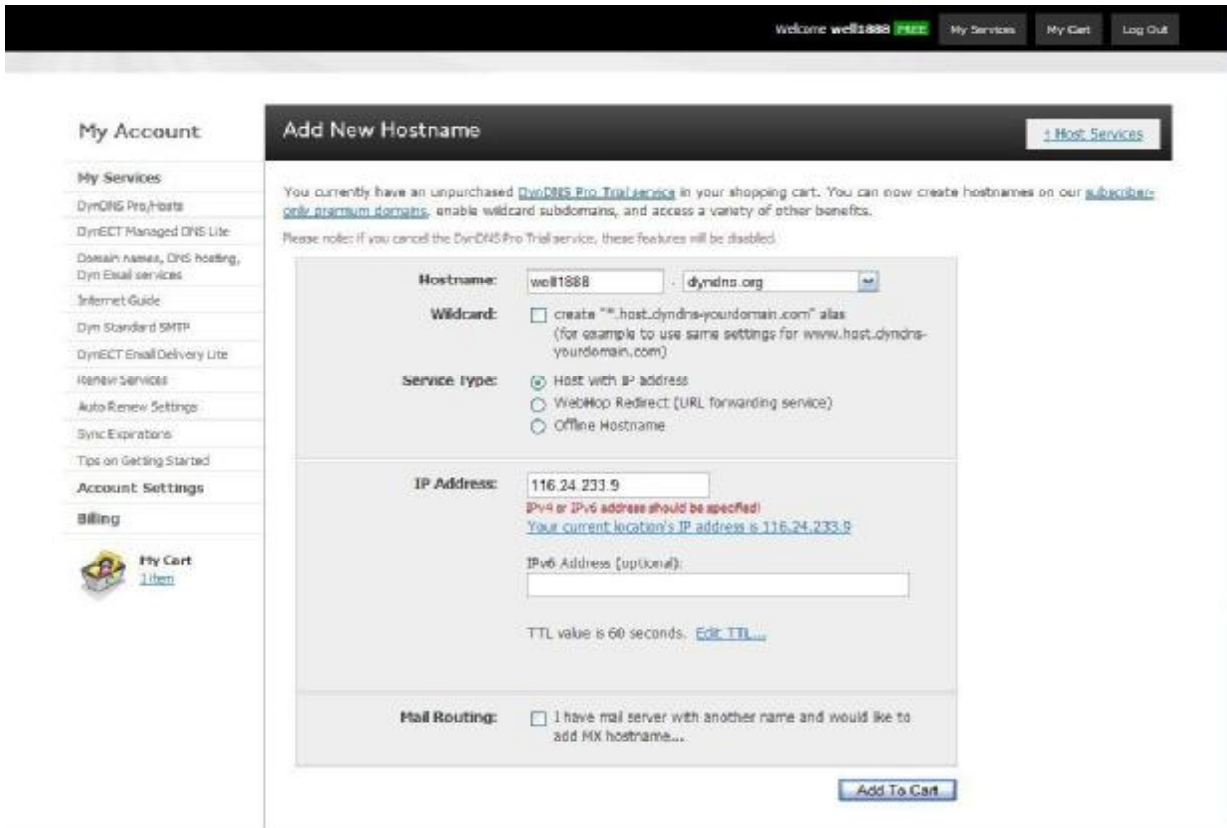 Welcome well1888 FREE My Services My Cart Log Out
My Account
My Services
DynDNS Pro/Hosts
DynECT Managed DNS Lite
Domain names, DNS hosting,
Dyn Email services
Internet Guide
Dyn Standard SMTP
DynECT Email Delivery Lite
Renew Services
Auto Renew Settings
Sync Expirations
Tips on Getting Started
Account Settings
Billing
My Cart
1 item
Add New Hostname
↑ Host Services
You currently have an unpurchased DynDNS Pro Trial service in your shopping cart. You can now create hostnames on our subscriber-
only premium domains, enable wildcard subdomains, and access a variety of other benefits.
Please note: if you cancel the DynDNS Pro Trial service, these features will be disabled.
Hostname: well1888 . dyndns.org
Wildcard: create "*.host.dyndns-yourdomain.com" alias
(for example to use same settings for www.host.dyndns-
yourdomain.com)
Service Type: Host with IP address
WebHop Redirect (URL forwarding service)
Offline Hostname
IP Address: 116.24.233.9
IPv4 or IPv6 address should be specified!
Your current location's IP address is 116.24.233.9
IPv6 Address (optional):
TTL value is 60 seconds. Edit TTL...
Mail Routing: I have mail server with another name and would like to
add MX hostname...
Add To Cart